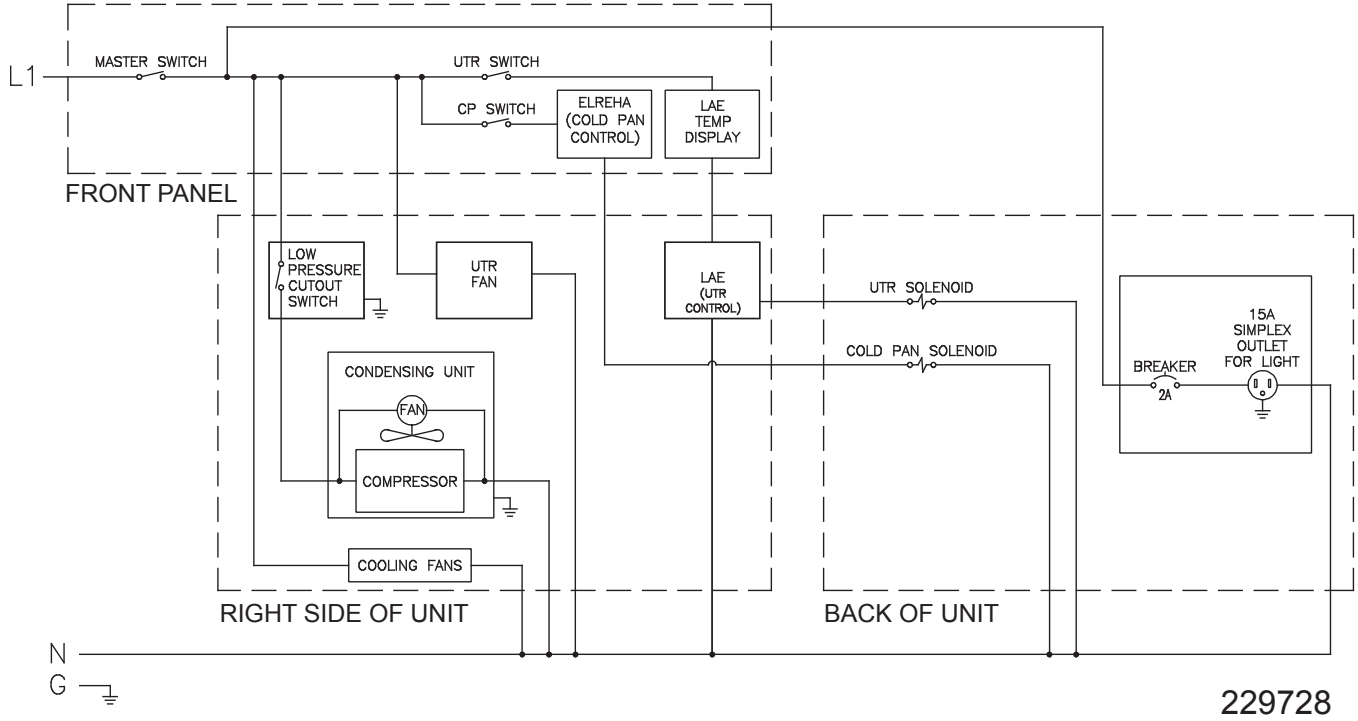 L1
MASTER SWITCH
UTR SWITCH
CP SWITCH
ELREHA
(COLD PAN
CONTROL)
LAE
TEMP
DISPLAY
FRONT PANEL
LOW
PRESSURE
CUTOUT
SWITCH
UTR
FAN
LAE
(UTR
CONTROL)
CONDENSING UNIT
FAN
COMPRESSOR
COOLING FANS
RIGHT SIDE OF UNIT
UTR SOLENOID
COLD PAN SOLENOID
BREAKER
2A
15A
SIMPLEX
OUTLET
FOR LIGHT
BACK OF UNIT
N
G
229728